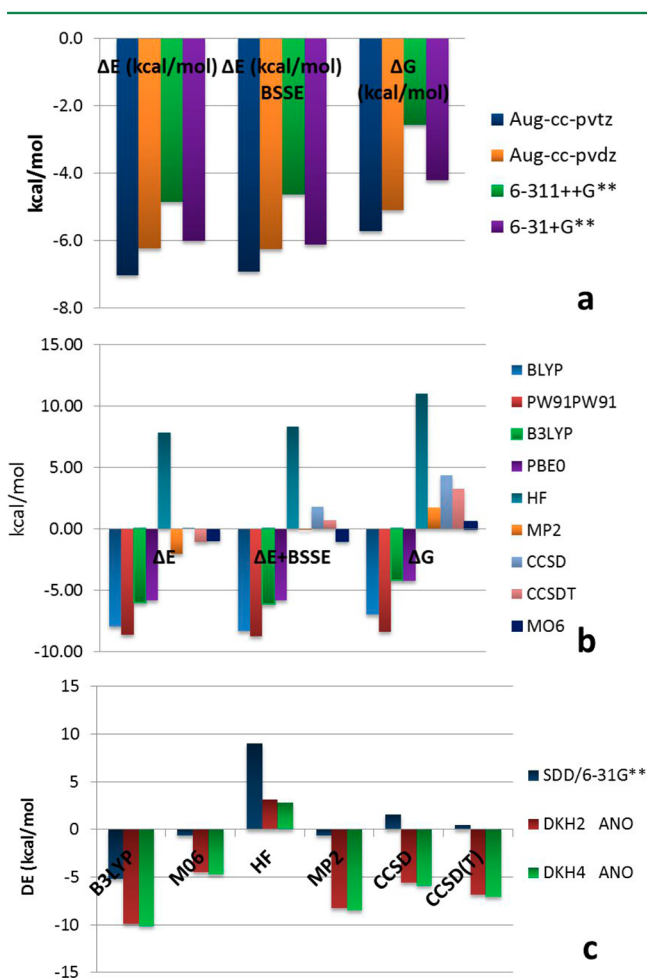 0.0
-2.0
-4.0
-6.0
-8.0
kcal/mol
ΔE (kcal/mol)
ΔE (kcal/mol)
BSSE
ΔG
(kcal/mol)
Aug-cc-pvtz
Aug-cc-pvdz
6-311++G**
6-31+G**
a
15.00
10.00
5.00
0.00
-5.00
-10.00
kcal/mol
ΔE
ΔE+BSSE
ΔG
BLYP
PW91PW91
B3LYP
PBE0
HF
MP2
CCSD
CCSDT
MO6
b
15
10
5
0
-5
-10
-15
DE (kcal/mol
B3LYP
M06
HF
MP2
CCSD
CCSD(T)
SDD/6-31G**
DKH2 ANO
DKH4 ANO
c